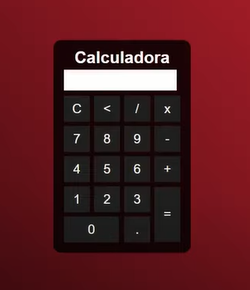 Calculadora
C < / x
7 8 9 -
4 5 6 +
1 2 3 =
0 .